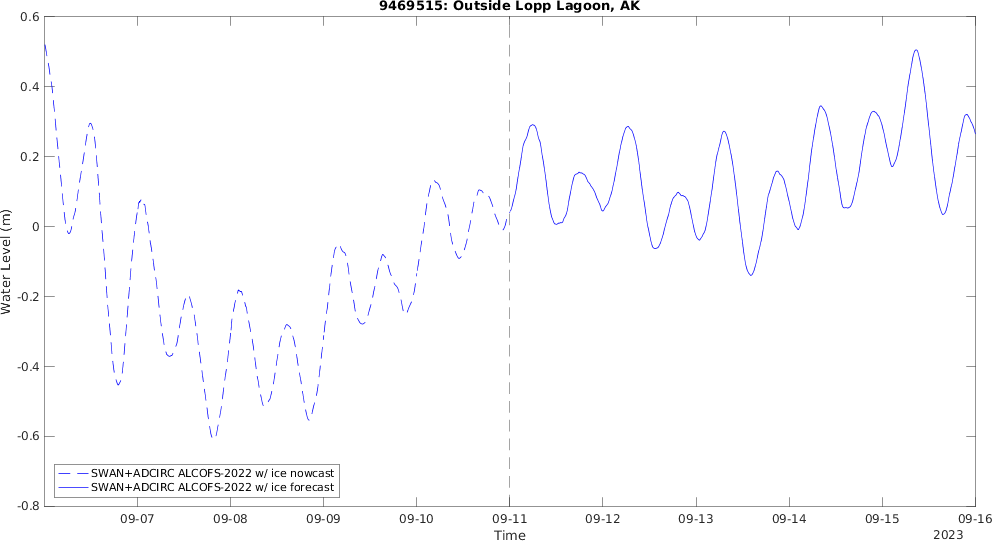 9469515: Outside Lopp Lagoon, AK
0.6
0.4
0.2
0
-0.2
-0.4
-0.6
-0.8
Water Level (m)
SWAN+ADCIRC ALCOFS-2022 w/ ice nowcast
SWAN+ADCIRC ALCOFS-2022 w/ ice forecast
09-07 09-08 09-09 09-10 09-11 09-12 09-13 09-14 09-15 09-16
Time
2023